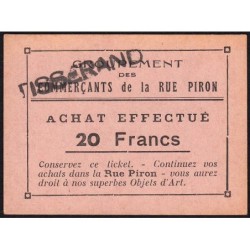 GROUPEMENT
TISSERAND
DES
COMMERÇANTS de la RUE PIRON
ACHAT EFFECTUÉ
20 Francs
Conservez ce ticket. - Continuez vos
achats dans la Rue Piron - vous aurez
droit à nos superbes Objets d'Art.